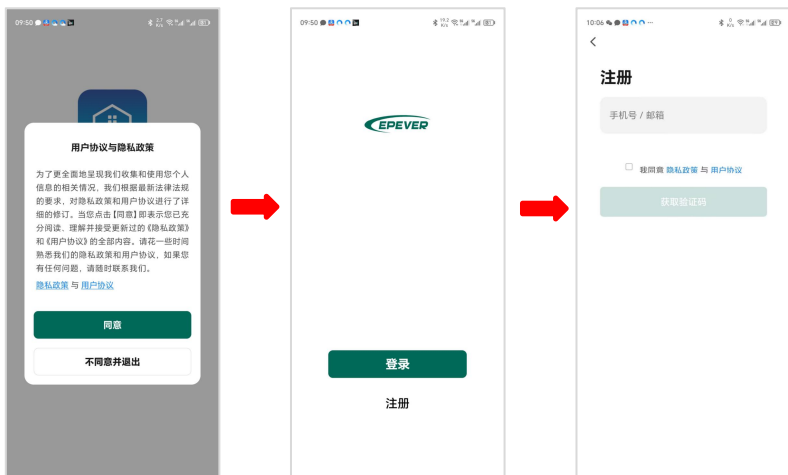 09:50
用户协议与隐私政策
为了更全面地呈现我们收集和使用您个人
信息的相关情况，我们根据最新法律法规
的要求，对隐私政策和用户协议进行了详
细的修订。当您点击【同意】即表示您已充
分阅读、理解并接受更新过的《隐私政策》
和《用户协议》的全部内容。请花一些时间
熟悉我们的隐私政策和用户协议，如果您
有任何问题，请随时联系我们。
隐私政策 与 用户协议
同意
不同意并退出
09:50
EPEVER
登录
注册
10:06
注册
手机号 / 邮箱
我同意 隐私政策 与 用户协议
获取验证码